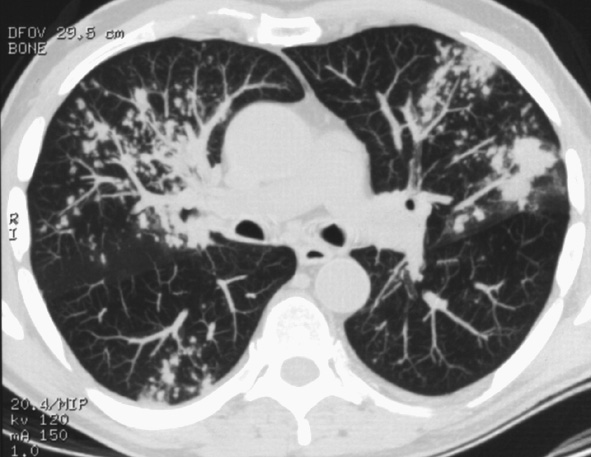 DFOV 29.5 cm
BONE
R
I
20.4/MIP
kv 120
mA 150
1.0